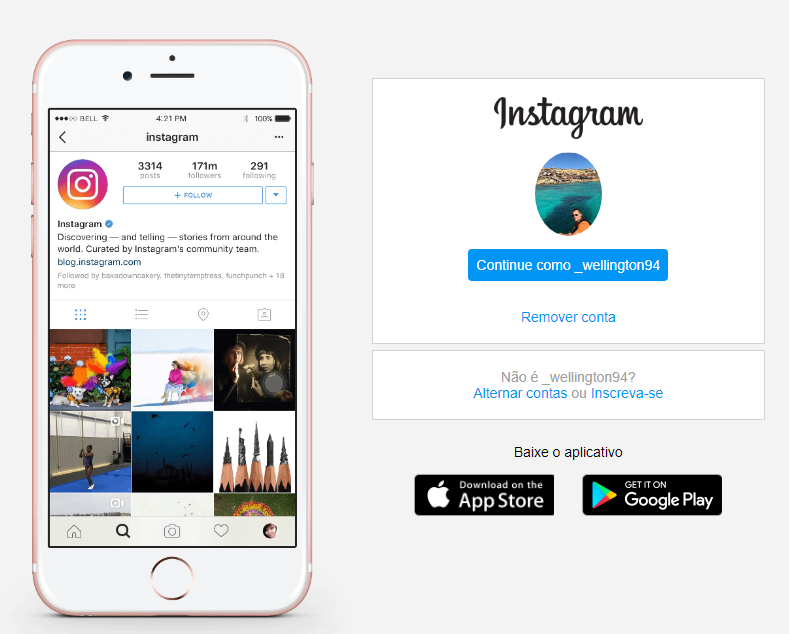 BELL 4:21 PM 100%
instagram
3314 171m 291
posts followers following
+ FOLLOW
Instagram
Discovering — and telling — stories from around the
world. Curated by Instagram's community team.
blog.instagram.com
Followed by bakedowncakery, thetinytemptress, funchpunch + 18
more
Instagram
Continue como _wellington94
Remover conta
Não é _wellington94?
Alternar contas ou Inscreva-se
Baixe o aplicativo
Download on the
App Store
GET IT ON
Google Play